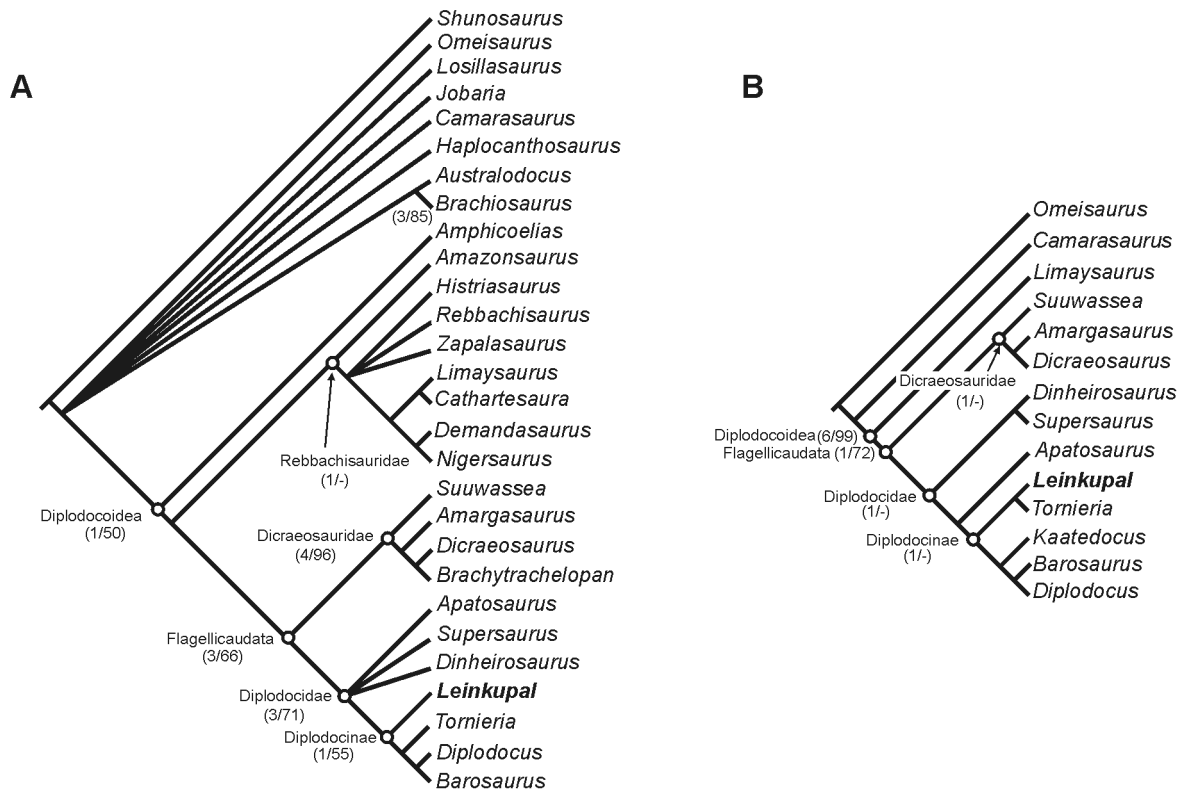 A
Shunosaurus
Omeisaurus
Losillasaurus
Jobaria
Camarasaurus
Haplocanthosaurus
Australodocus
Brachiosaurus
(3/85)
Amphicoelias
Amazonsaurus
Histriasaurus
Rebbachisaurus
Zapalasaurus
Limaysaurus
Cathartesaura
Demandasaurus
Nigersaurus
Rebbachisauridae
(1/-)
Diplodocoidea
(1/50)
Suuwassea
Amargasaurus
Dicraeosaurus
Brachytrachelopan
Dicraeosauridae
(4/96)
Flagellicaudata
(3/66)
Apatosaurus
Supersaurus
Dinheirosaurus
Leinkupal
Tornieria
Diplodocus
Barosaurus
Diplodocidae
(3/71)
Diplodocinae
(1/55)
B
Omeisaurus
Camarasaurus
Limaysaurus
Suuwassea
Amargasaurus
Dicraeosaurus
Dicraeosauridae
(1/-)
Dinheirosaurus
Supersaurus
Apatosaurus
Leinkupal
Tornieria
Kaatedocus
Barosaurus
Diplodocus
Diplodocoidea (6/99)
Flagellicaudata (1/72)
Diplodocidae
(1/-)
Diplodocinae
(1/-)